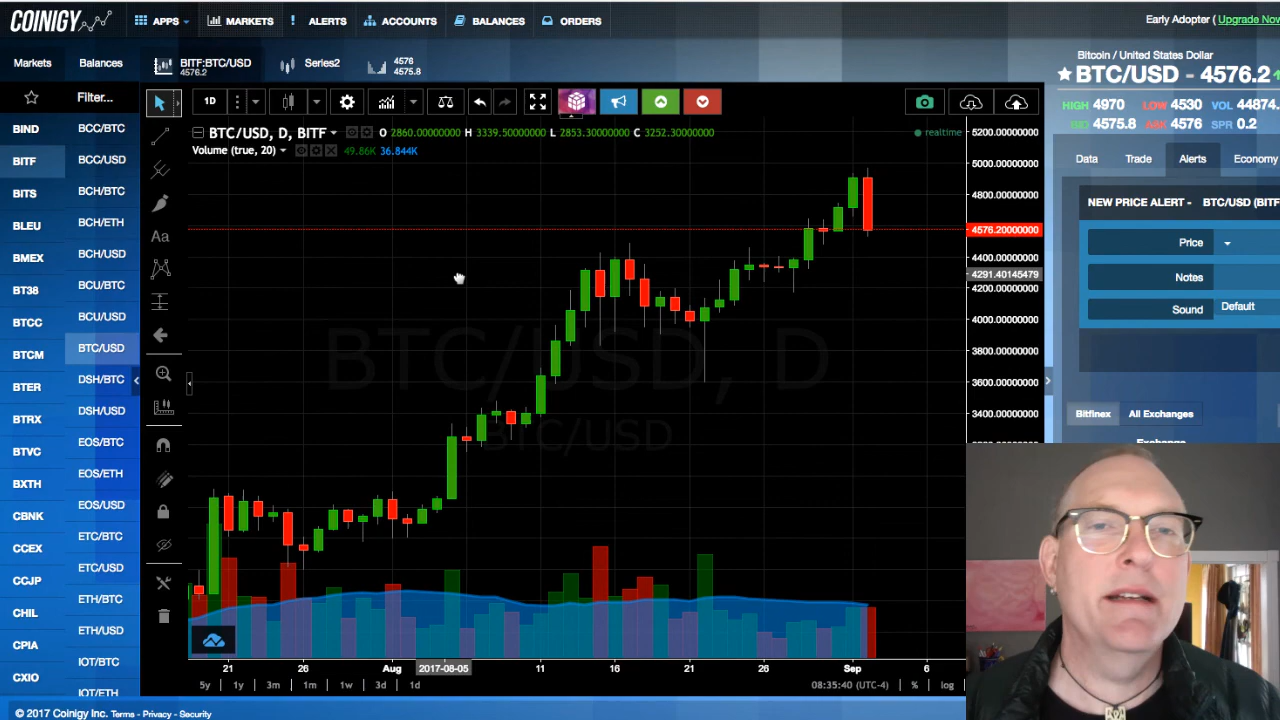 COINIGY
APPS
MARKETS
ALERTS
ACCOUNTS
BALANCES
ORDERS
Early Adopter ( Upgrade Now
Markets
Balances
BITF:BTC/USD
4576.2
Series2
4576
4575.8
Bitcoin / United States Dollar
BTC/USD - 4576.2
HIGH 4970 LOW 4530 VOL 44874.
BID 4575.8 ASK 4576 SPR 0.2
Filter...
1D
BIND
BITF
BITS
BLEU
BMEX
BT38
BTCC
BTCM
BTER
BTRX
BTVC
BXTH
CBNK
CCEX
CCJP
CHIL
CPIA
CXIO
BCC/BTC
BCC/USD
BCH/BTC
BCH/ETH
BCH/USD
BCU/BTC
BCU/USD
BTC/USD
DSH/BTC
DSH/USD
EOS/BTC
EOS/ETH
EOS/USD
ETC/BTC
ETC/USD
ETH/BTC
ETH/USD
IOT/BTC
IOT/ETH
Aa
BTC/USD, D, BITF
O 2860.00000000 H 3339.50000000 L 2853.30000000 C 3252.30000000
realtime
Volume (true, 20)
49.86K 36.844K
BTC/USD, D
BTC/USD
5200.00000000
5000.00000000
4800.00000000
4576.20000000
4400.00000000
4291.40145479
4200.00000000
4000.00000000
3800.00000000
3600.00000000
3400.00000000
21
26
Aug
2017-08-05
11
16
21
26
Sep
6
5y
1y
3m
1m
1w
3d
1d
08:35:40 (UTC-4)
%
log
Data
Trade
Alerts
Economy
NEW PRICE ALERT - BTC/USD (BITF
Price
Notes
Sound
Default
Bitfinex
All Exchanges
© 2017 Coinigy Inc. Terms - Privacy - Security